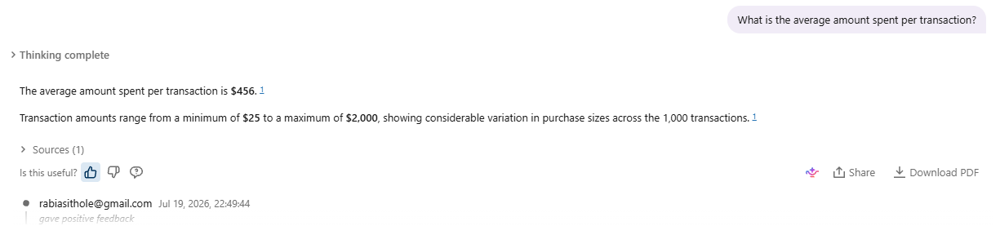 What is the average amount spent per transaction?
Thinking complete
The average amount spent per transaction is $456. 1
Transaction amounts range from a minimum of $25 to a maximum of $2,000, showing considerable variation in purchase sizes across the 1,000 transactions. 1
Sources (1)
Is this useful?
Share
Download PDF
rabiasithole@gmail.com Jul 19, 2026, 22:49:44
gave positive feedback